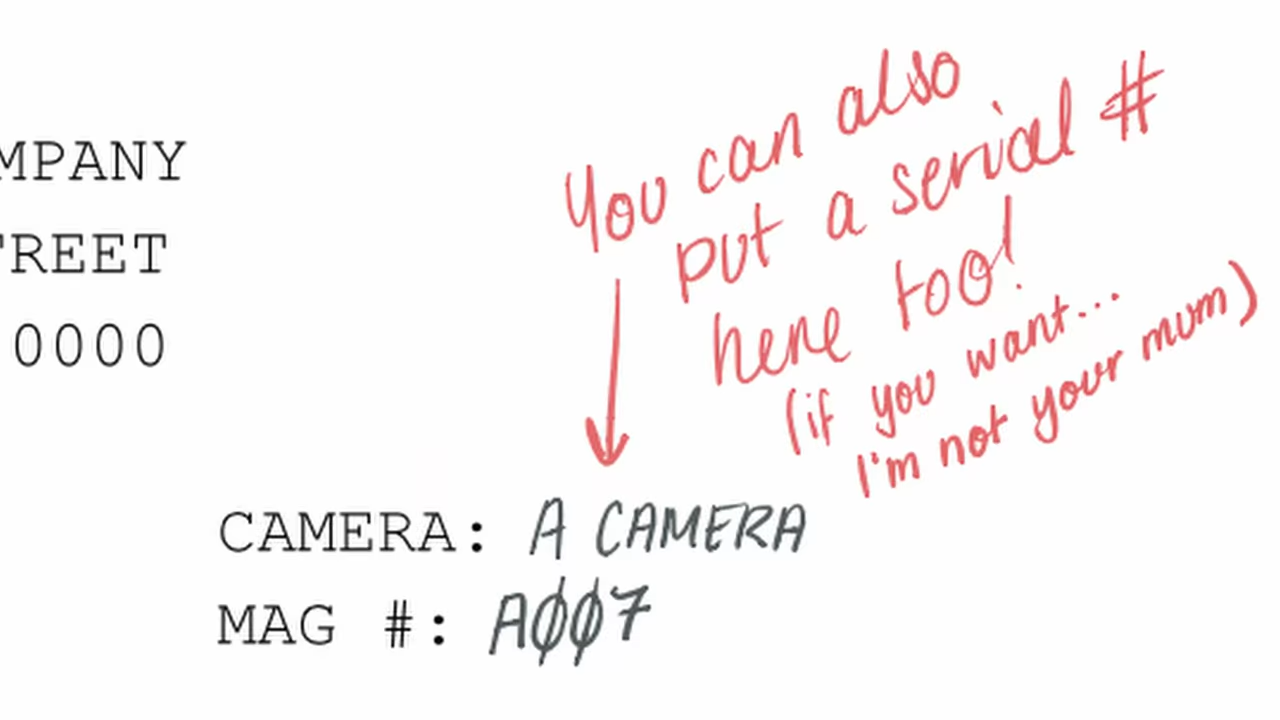 MPANY
TREET
0000
You can also
put a serial #
here too!
(if you want...
I'm not your mum)
CAMERA: A CAMERA
MAG #: AØØ7